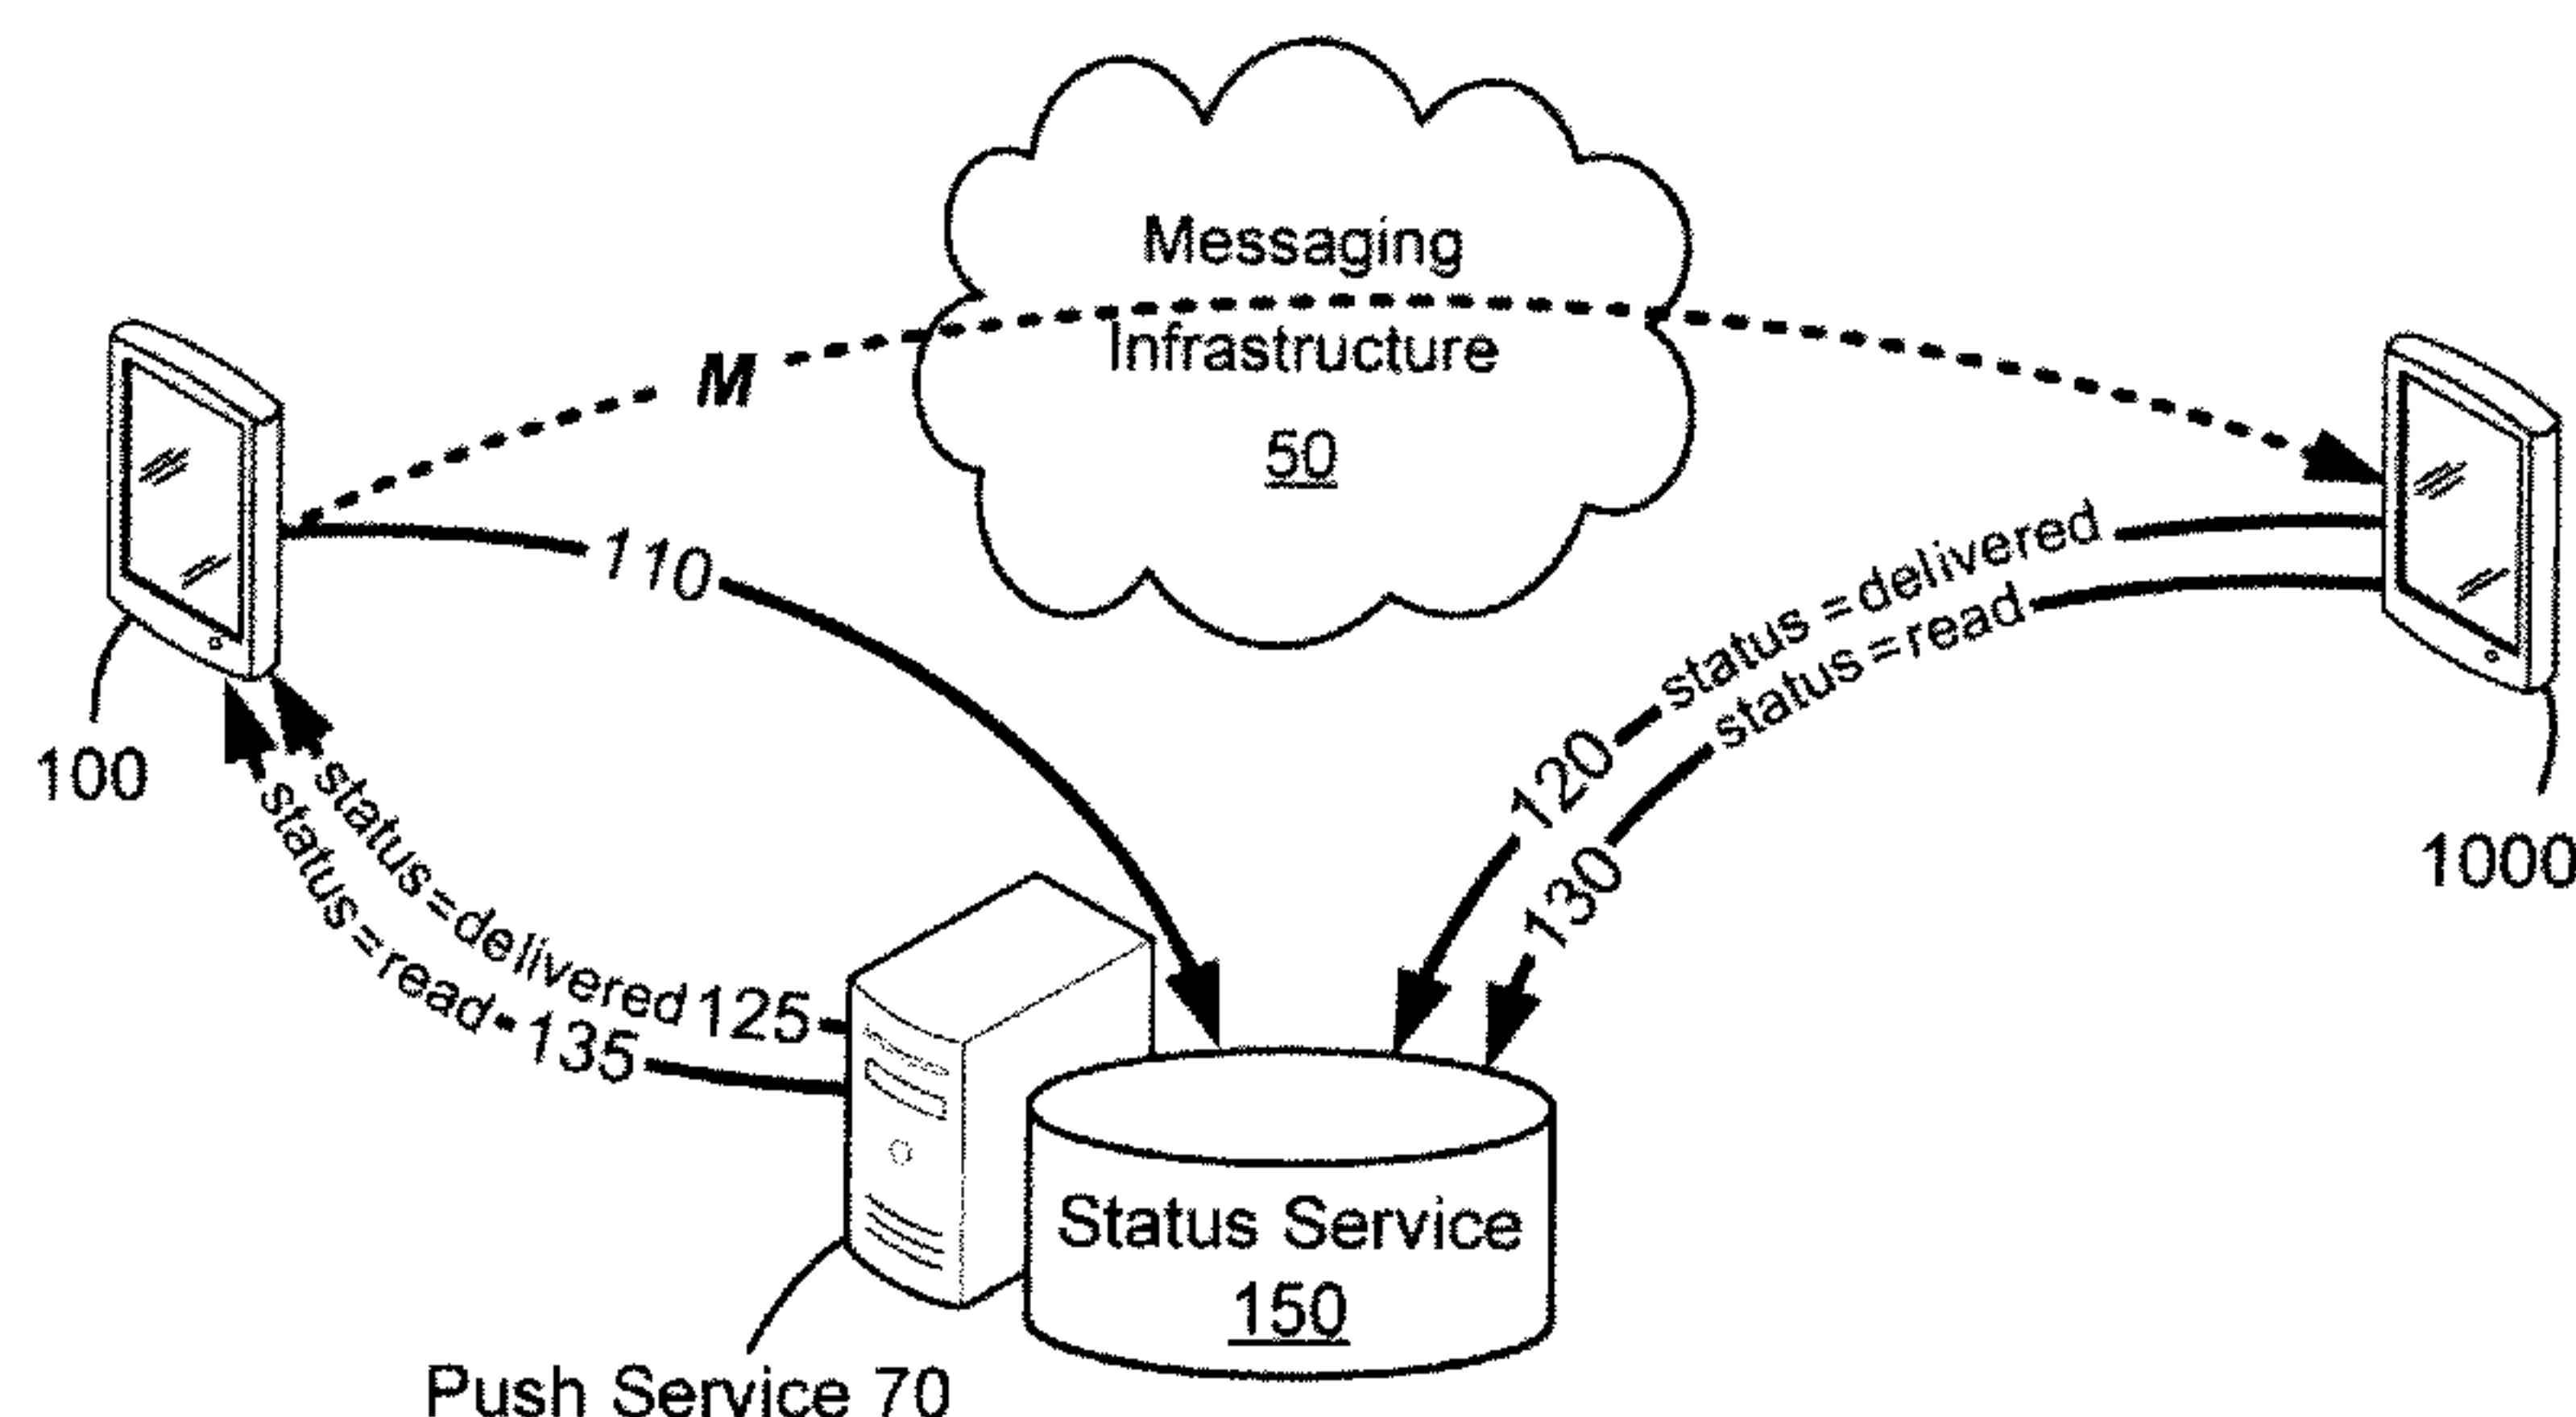 Messaging
Infrastructure
50
M
110
100
1000
120 status=delivered
130 status=read
status=delivered 125
status=read 135
Status Service
150
Push Service 70